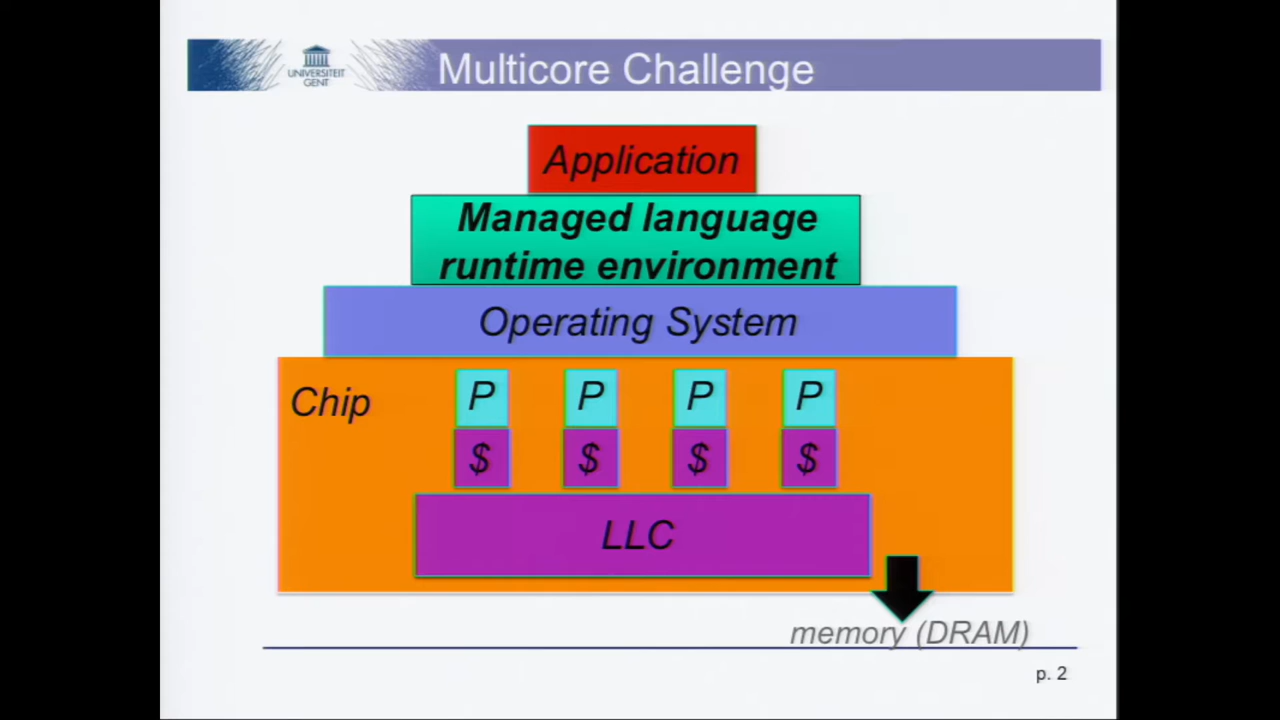 UNIVERSITEIT
GENT
Multicore Challenge
Application
Managed language
runtime environment
Operating System
Chip
P P P P
$ $ $ $
LLC
memory (DRAM)
p. 2